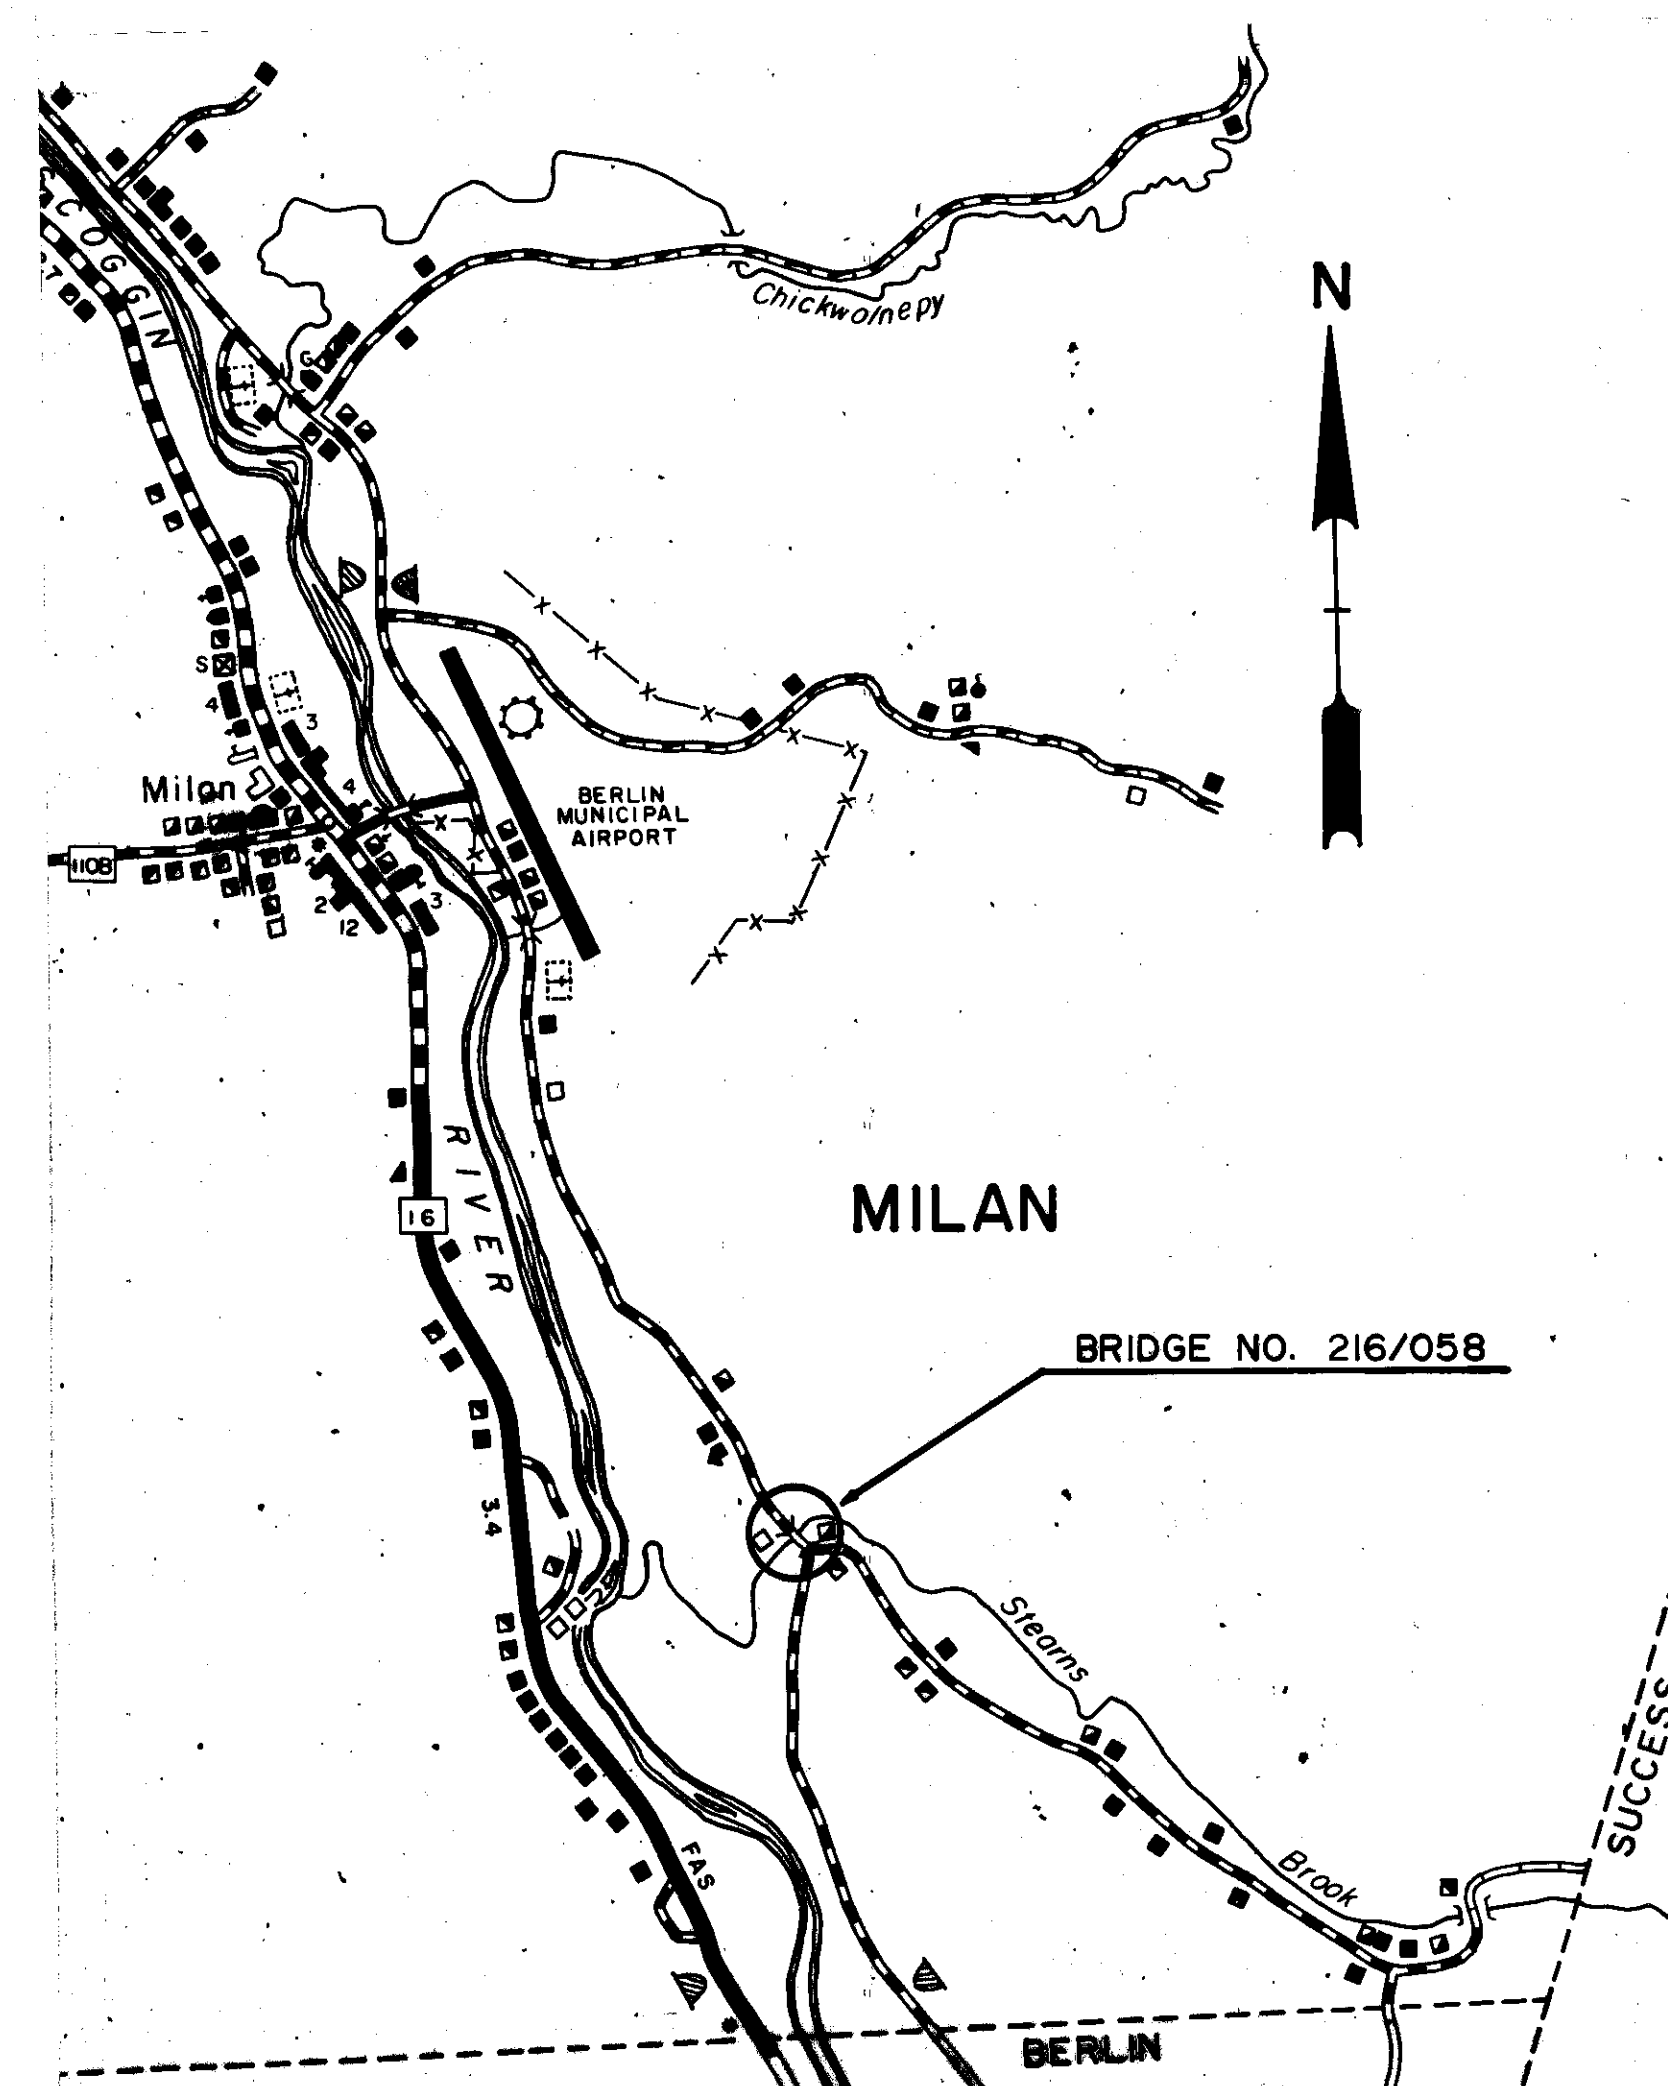 COGGIN
N
Chickwolnepy
G
S
4
3
Milan
4
BERLIN
MUNICIPAL
AIRPORT
110B
2
12
3
RIVER
16
MILAN
BRIDGE NO. 216/058
3.4
Stearns
SUCCESS
FAS
Brook
BERLIN